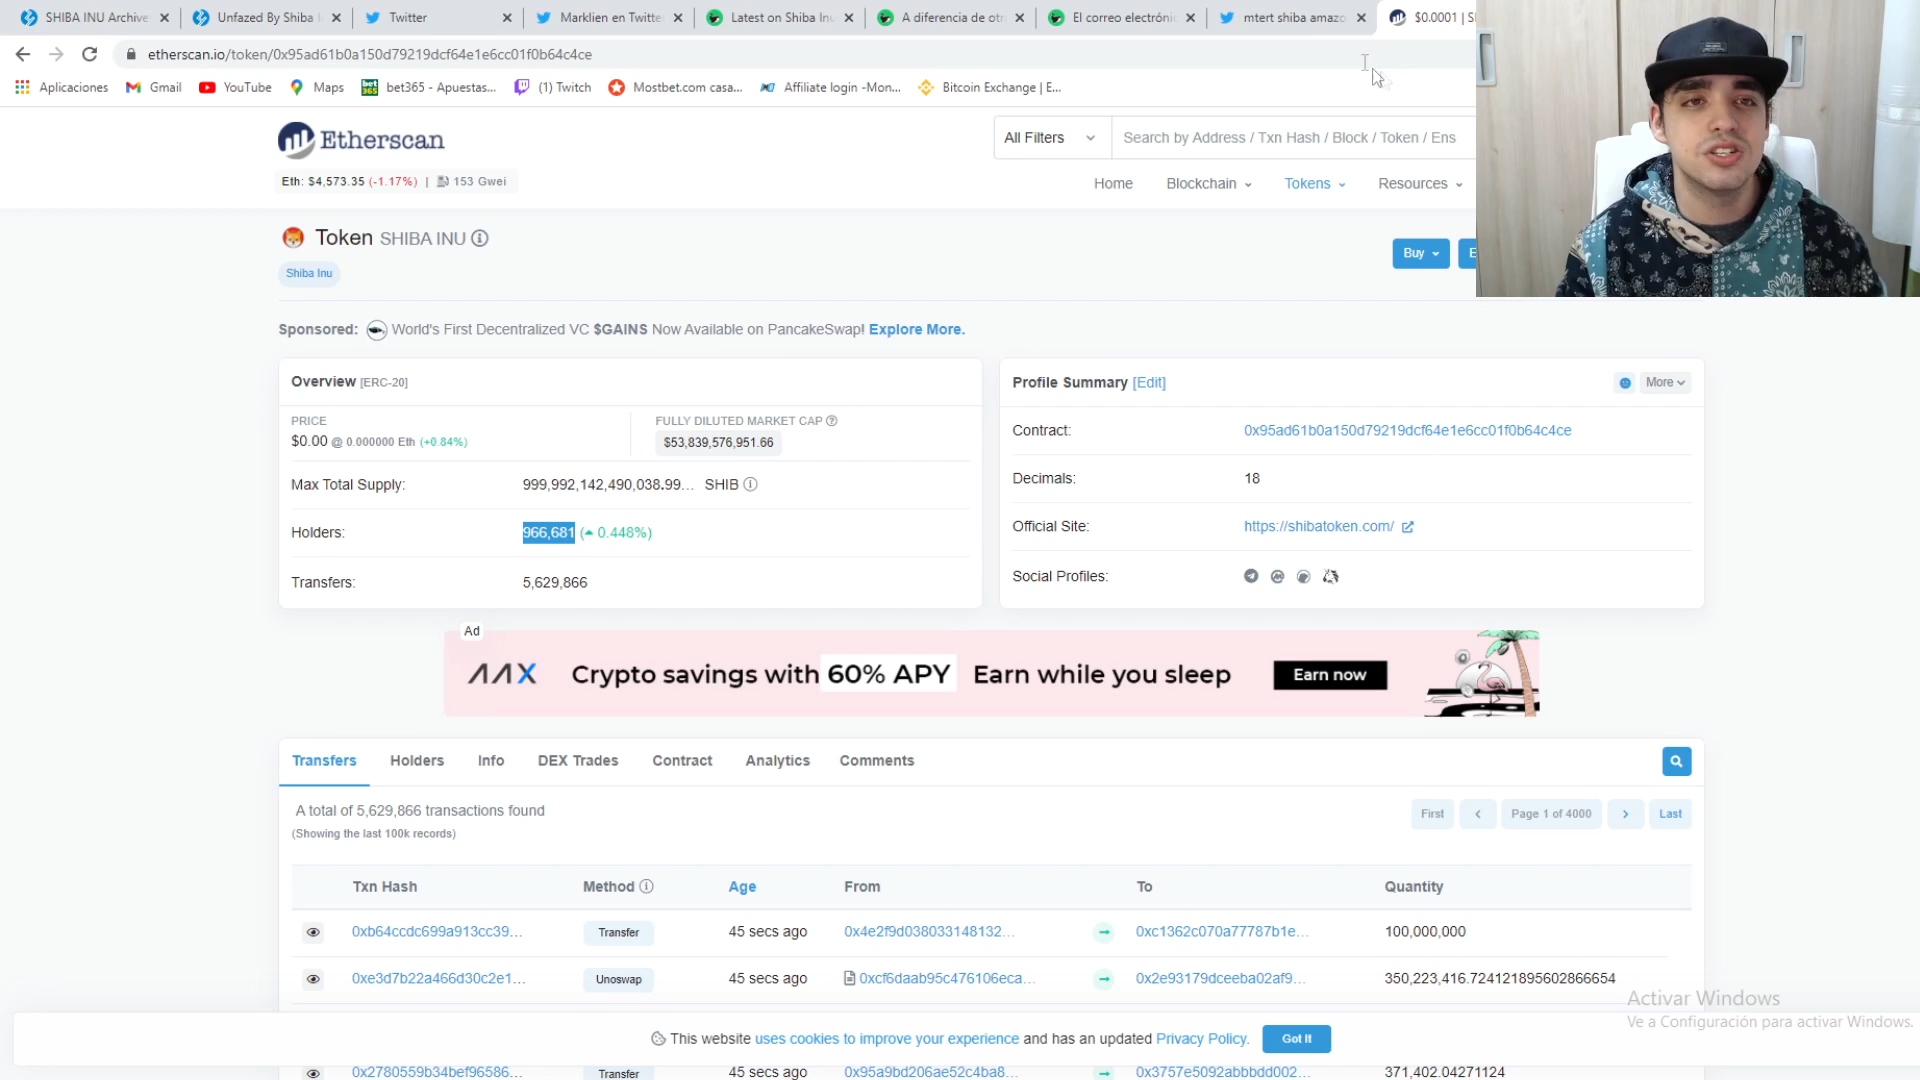 SHIBA INU Archive
Unfazed By Shiba I
Twitter
Marklien en Twitte
Latest on Shiba Inu
A diferencia de otr
El correo electróni
mtert shiba amazo
$0.0001 | S
etherscan.io/token/0x95ad61b0a150d79219dcf64e1e6cc01f0b64c4ce
Aplicaciones
Gmail
YouTube
Maps
bet365 - Apuestas...
(1) Twitch
Mostbet.com casa...
Affiliate login -Mon...
Bitcoin Exchange | E...
Etherscan
All Filters
Search by Address / Txn Hash / Block / Token / Ens
Eth: $4,573.35 (-1.17%) | 153 Gwei
Home
Blockchain
Tokens
Resources
Token SHIBA INU
Buy
E
Shiba Inu
Sponsored: World's First Decentralized VC $GAINS Now Available on PancakeSwap! Explore More.
Overview [ERC-20]
PRICE
$0.00 @ 0.000000 Eth (+0.84%)
FULLY DILUTED MARKET CAP
$53,839,576,951.66
Max Total Supply: 999,992,142,490,038.99... SHIB
Holders: 966,681 (0.448%)
Transfers: 5,629,866
Profile Summary [Edit]
More
Contract: 0x95ad61b0a150d79219dcf64e1e6cc01f0b64c4ce
Decimals: 18
Official Site: https://shibatoken.com/
Social Profiles:
Ad
AAX Crypto savings with 60% APY Earn while you sleep Earn now
Transfers
Holders
Info
DEX Trades
Contract
Analytics
Comments
A total of 5,629,866 transactions found
(Showing the last 100k records)
First
Page 1 of 4000
Last
Txn Hash Method Age From To Quantity
0xb64ccdc699a913cc39... Transfer 45 secs ago 0x4e2f9d038033148132... 0xc1362c070a77787b1e... 100,000,000
0xe3d7b22a466d30c2e1... Unoswap 45 secs ago 0xcf6daab95c476106eca... 0x2e93179dceeba02af9... 350,223,416.724121895602866654
Activar Windows
Ve a Configuración para activar Windows.
This website uses cookies to improve your experience and has an updated Privacy Policy. Got It
0x2780559b34bef96586... Transfer 45 secs ago 0x95a9bd206ae52c4ba8... 0x3757e5092abbbdd002... 371,402.04271124